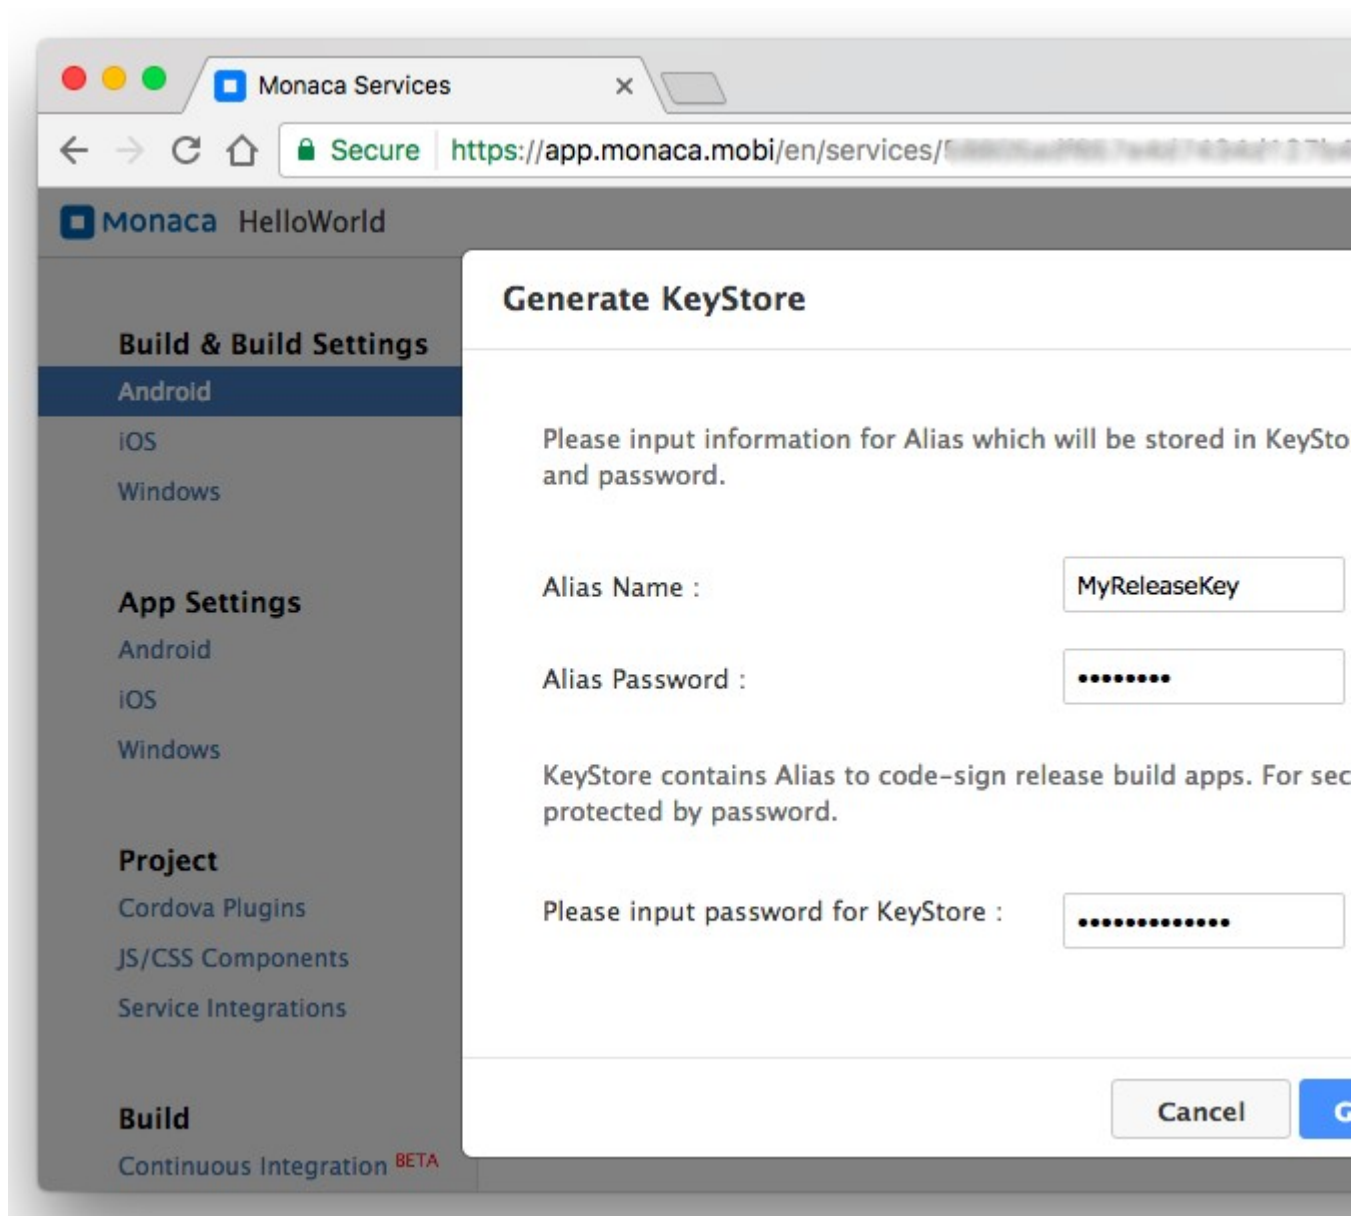 Monaca Services
Secure https://app.monaca.mobi/en/services/
Monaca HelloWorld
Build & Build Settings
Android
iOS
Windows
App Settings
Android
iOS
Windows
Project
Cordova Plugins
JS/CSS Components
Service Integrations
Build
Continuous Integration BETA
Generate KeyStore
Please input information for Alias which will be stored in KeySto
and password.
Alias Name :
MyReleaseKey
Alias Password :
••••••••
KeyStore contains Alias to code-sign release build apps. For sec
protected by password.
Please input password for KeyStore :
•••••••••••••
Cancel
G